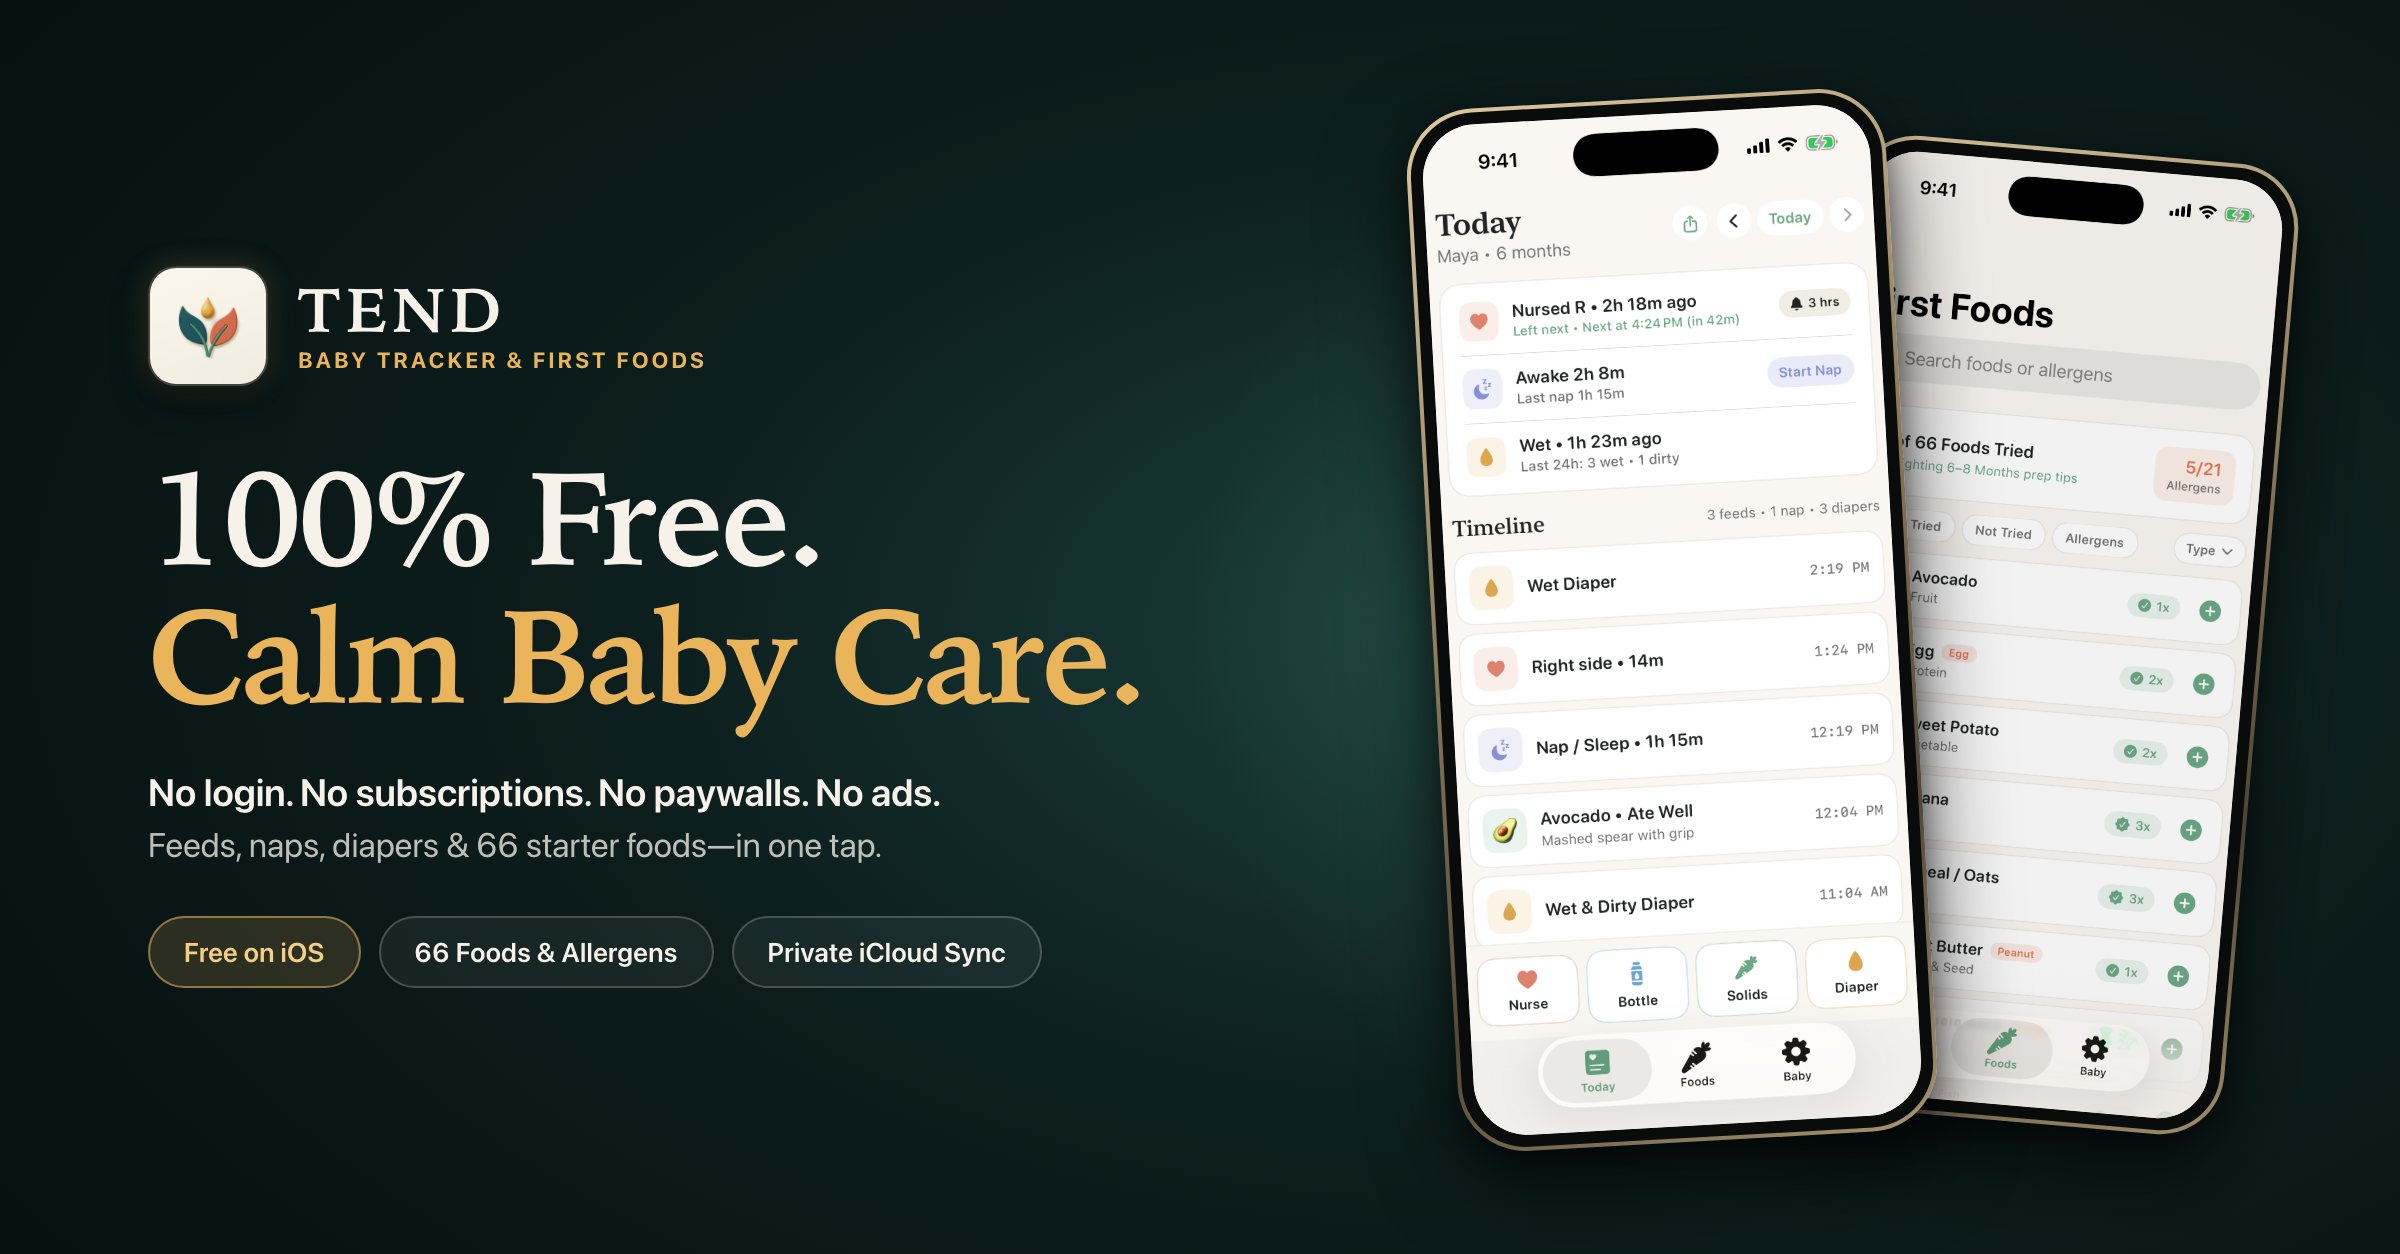 TEND
BABY TRACKER & FIRST FOODS
100% Free.
Calm Baby Care.
No login. No subscriptions. No paywalls. No ads.
Feeds, naps, diapers & 66 starter foods—in one tap.
Free on iOS
66 Foods & Allergens
Private iCloud Sync
9:41
Today
Maya • 6 months
Today
Nursed R • 2h 18m ago
Left next • Next at 4:24 PM (in 42m)
3 hrs
Awake 2h 8m
Last nap 1h 15m
Start Nap
Wet • 1h 23m ago
Last 24h: 3 wet • 1 dirty
Timeline
3 feeds • 1 nap • 3 diapers
Wet Diaper
2:19 PM
Right side • 14m
1:24 PM
Nap / Sleep • 1h 15m
12:19 PM
Avocado • Ate Well
Mashed spear with grip
12:04 PM
Wet & Dirty Diaper
11:04 AM
Nurse
Bottle
Solids
Diaper
Today
Foods
Baby
9:41
rst Foods
Search foods or allergens
of 66 Foods Tried
ghting 6–8 Months prep tips
5/21
Allergens
Tried
Not Tried
Allergens
Type
Avocado
Fruit
1x
gg
Egg
otein
2x
eet Potato
etable
2x
ana
3x
eal / Oats
3x
Butter
Peanut
& Seed
1x
Foods
Baby